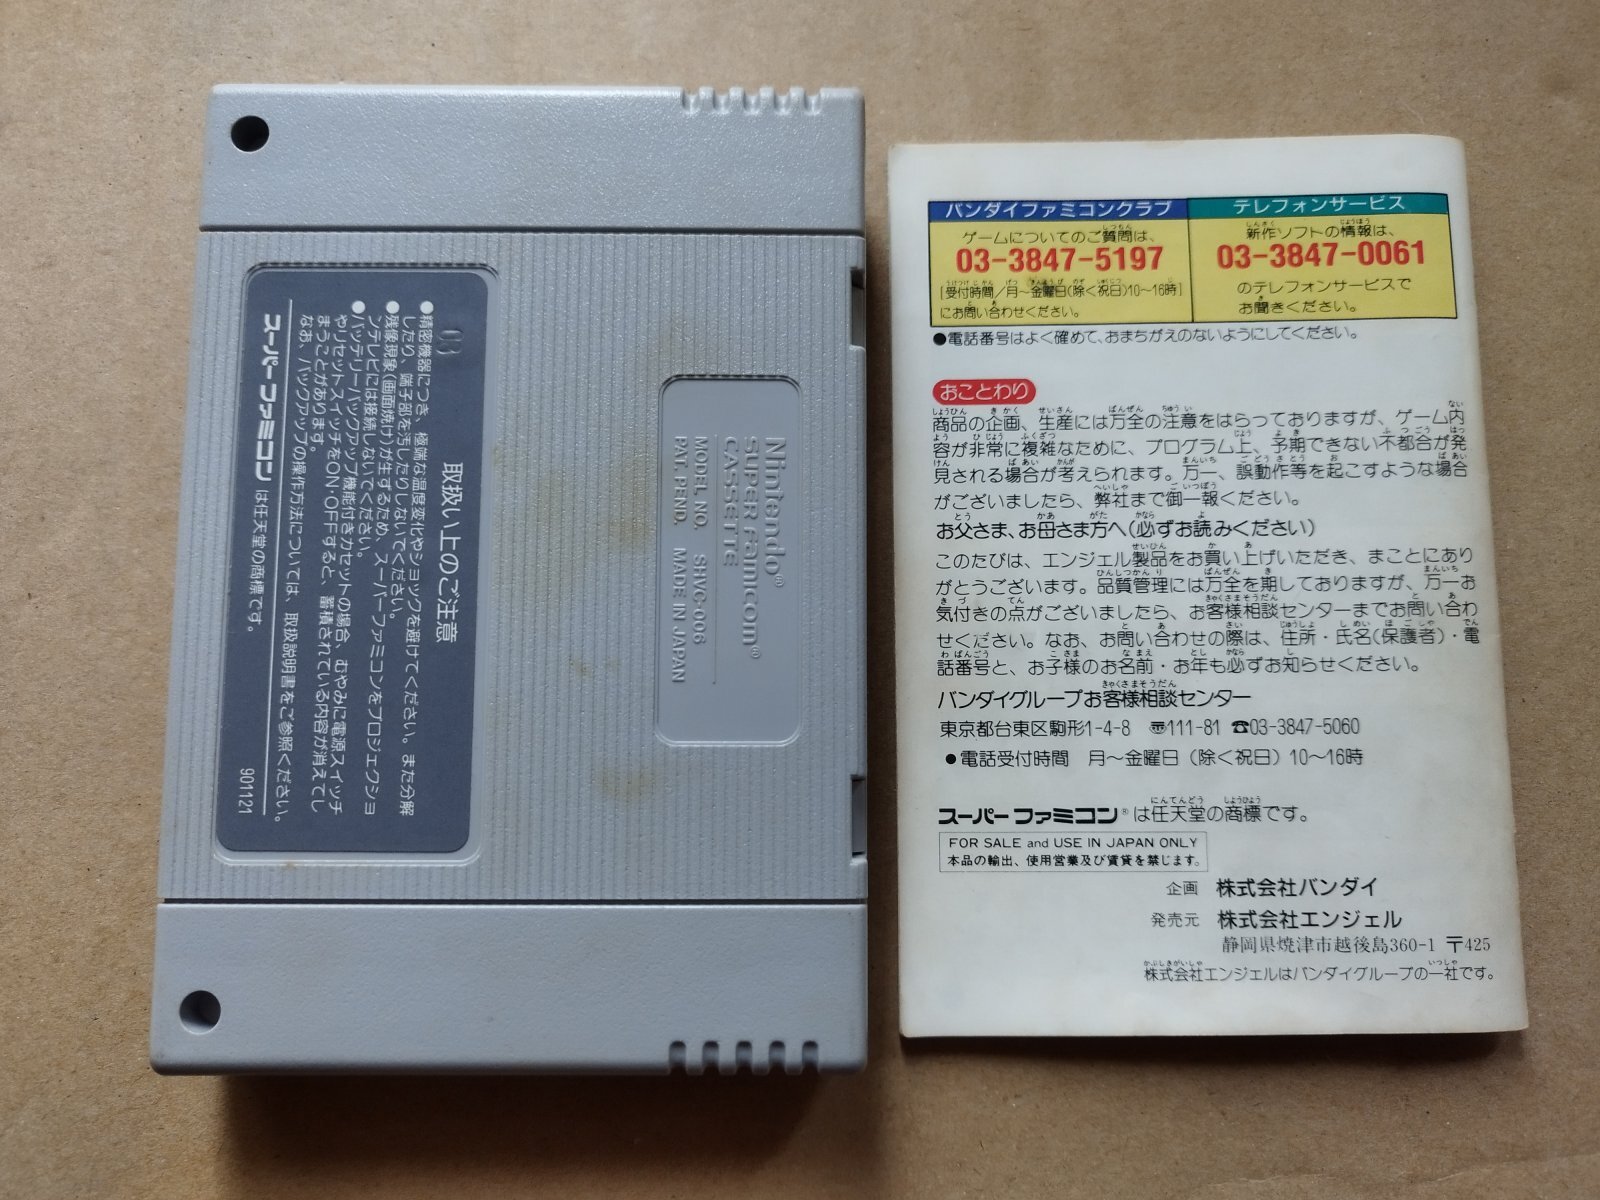 取扱い上のご注意
●精密機器につき、極端な温度変化やショックを避けてください。また分解
したり、端子部を汚したりしないでください。
●残像現象(画面焼け)が生ずるため、スーパーファミコンをプロジェクショ
ンテレビには接続しないでください。
●バッテリーバックアップ機能付きカセットの場合、むやみに電源スイッチ
やリセットスイッチをON・OFFすると、蓄積されている内容が消えてし
まうことがあります。
なお、バックアップの操作方法については、取扱説明書をご参照ください。
スーパーファミコンは任天堂の商標です。
901121
Nintendo®
SUPER FAMICOM®
CASSETTE
MODEL NO. SHVC-006
PAT. PEND. MADE IN JAPAN
バンダイファミコンクラブ
ゲームについてのご質問は、
03-3847-5197
[受付時間/月～金曜日(除く祝日)10～16時]
にお問い合わせください。
テレフォンサービス
新作ソフトの情報は、
03-3847-0061
のテレフォンサービスで
お聞きください。
●電話番号はよく確めて、おまちがえのないようにしてください。
おことわり
商品の企画、生産には万全の注意をはらっておりますが、ゲーム内
容が非常に複雑なために、プログラム上、予期できない不都合が発
見される場合が考えられます。万一、誤動作等を起こすような場合
がございましたら、弊社まで御一報ください。
お父さま、お母さま方へ(必ずお読みください)
このたびは、エンジェル製品をお買い上げいただき、まことにあり
がとうございます。品質管理には万全を期しておりますが、万一お
気付きの点がございましたら、お客様相談センターまでお問い合わ
せください。なお、お問い合わせの際は、住所・氏名(保護者)・電
話番号と、お子様のお名前・お年も必ずお知らせください。
バンダイグループお客様相談センター
東京都台東区駒形1-4-8 〠111-81 ☎03-3847-5060
●電話受付時間 月～金曜日(除く祝日)10～16時
スーパーファミコン®は任天堂の商標です。
FOR SALE and USE IN JAPAN ONLY
本品の輸出、使用営業及び賃貸を禁じます。
企画 株式会社バンダイ
発売元 株式会社エンジェル
静岡県焼津市越後島360-1 〒425
株式会社エンジェルはバンダイグループの一社です。